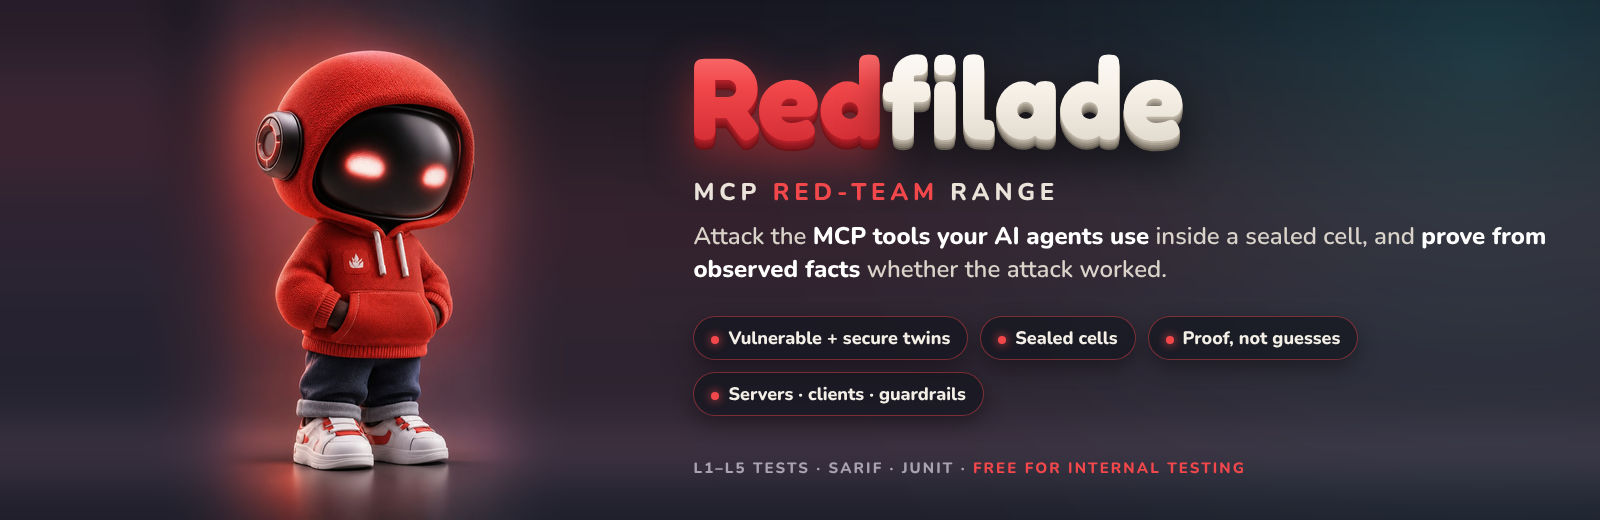 Redfilade
MCP RED-TEAM RANGE
Attack the MCP tools your AI agents use inside a sealed cell, and prove from
observed facts whether the attack worked.
Vulnerable + secure twins
Sealed cells
Proof, not guesses
Servers · clients · guardrails
L1–L5 TESTS · SARIF · JUNIT · FREE FOR INTERNAL TESTING